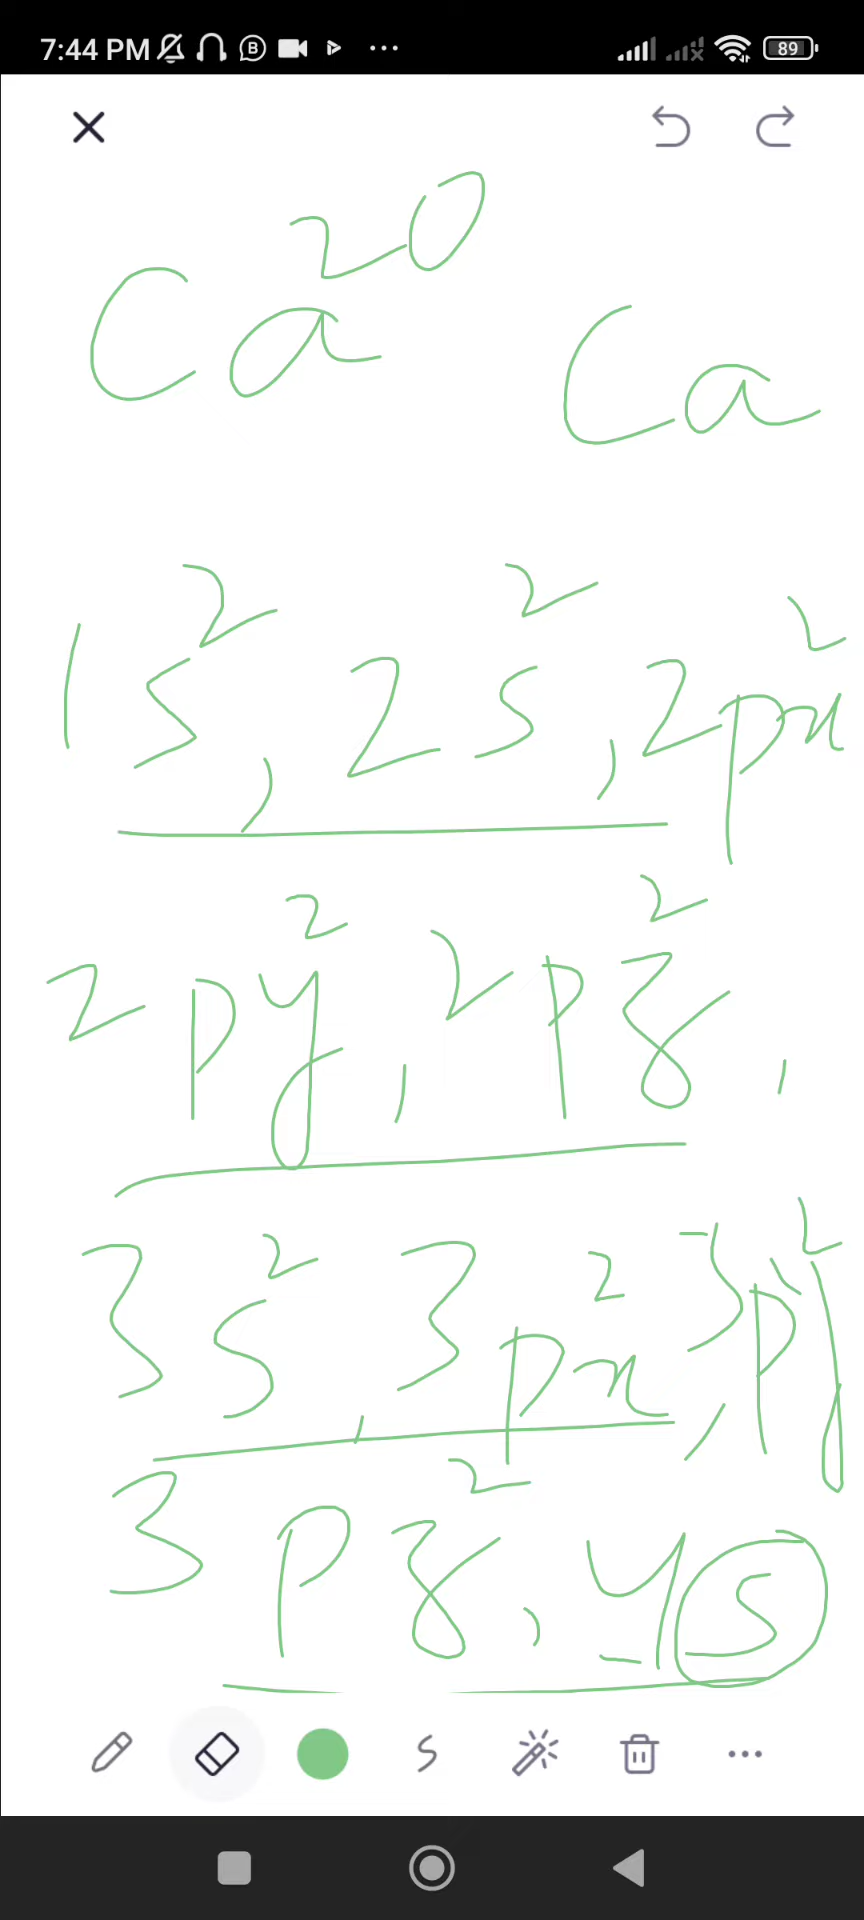 7:44 PM
89
Ca²⁰ Ca
1s², 2s², 2px²
2py², 2pz²,
3s², 3px², 3py²
3pz², 4s